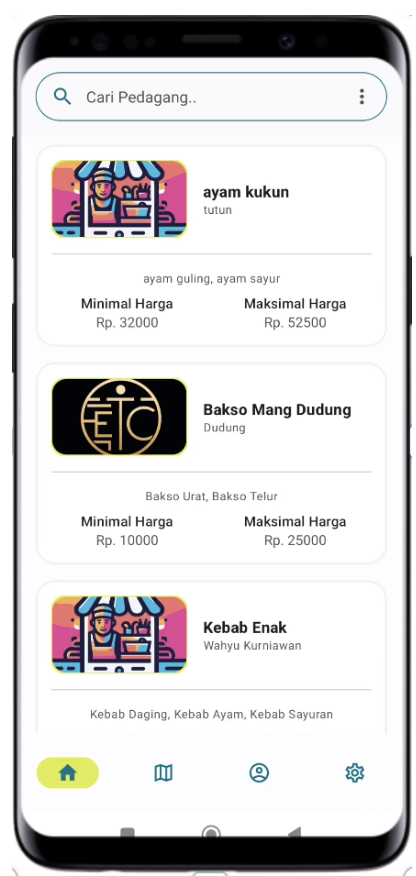 Cari Pedagang..
ayam kukun
tutun
ayam guling, ayam sayur
Minimal Harga Maksimal Harga
Rp. 32000 Rp. 52500
ETC
Bakso Mang Dudung
Dudung
Bakso Urat, Bakso Telur
Minimal Harga Maksimal Harga
Rp. 10000 Rp. 25000
Kebab Enak
Wahyu Kurniawan
Kebab Daging, Kebab Ayam, Kebab Sayuran